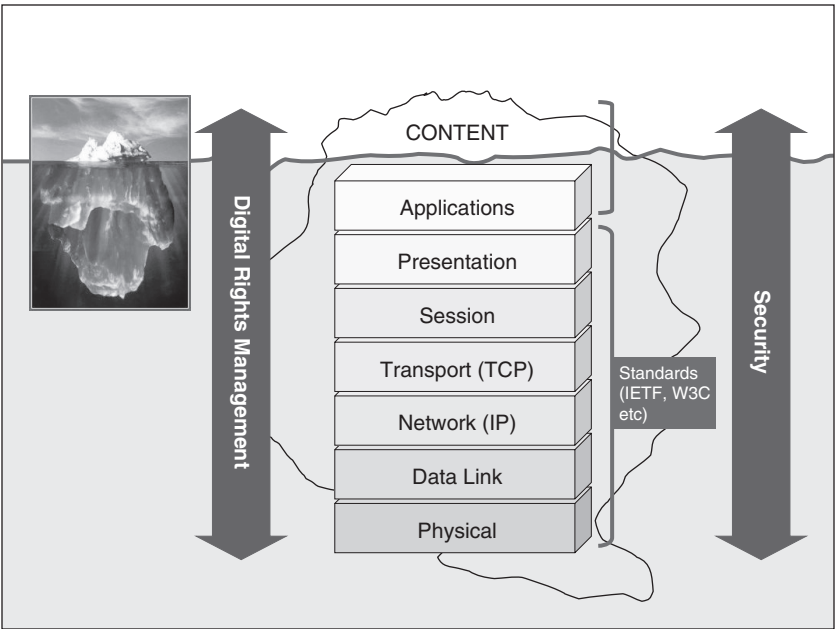 CONTENT
Applications
Presentation
Session
Transport (TCP)
Network (IP)
Data Link
Physical
Digital Rights Management
Standards
(IETF, W3C
etc)
Security